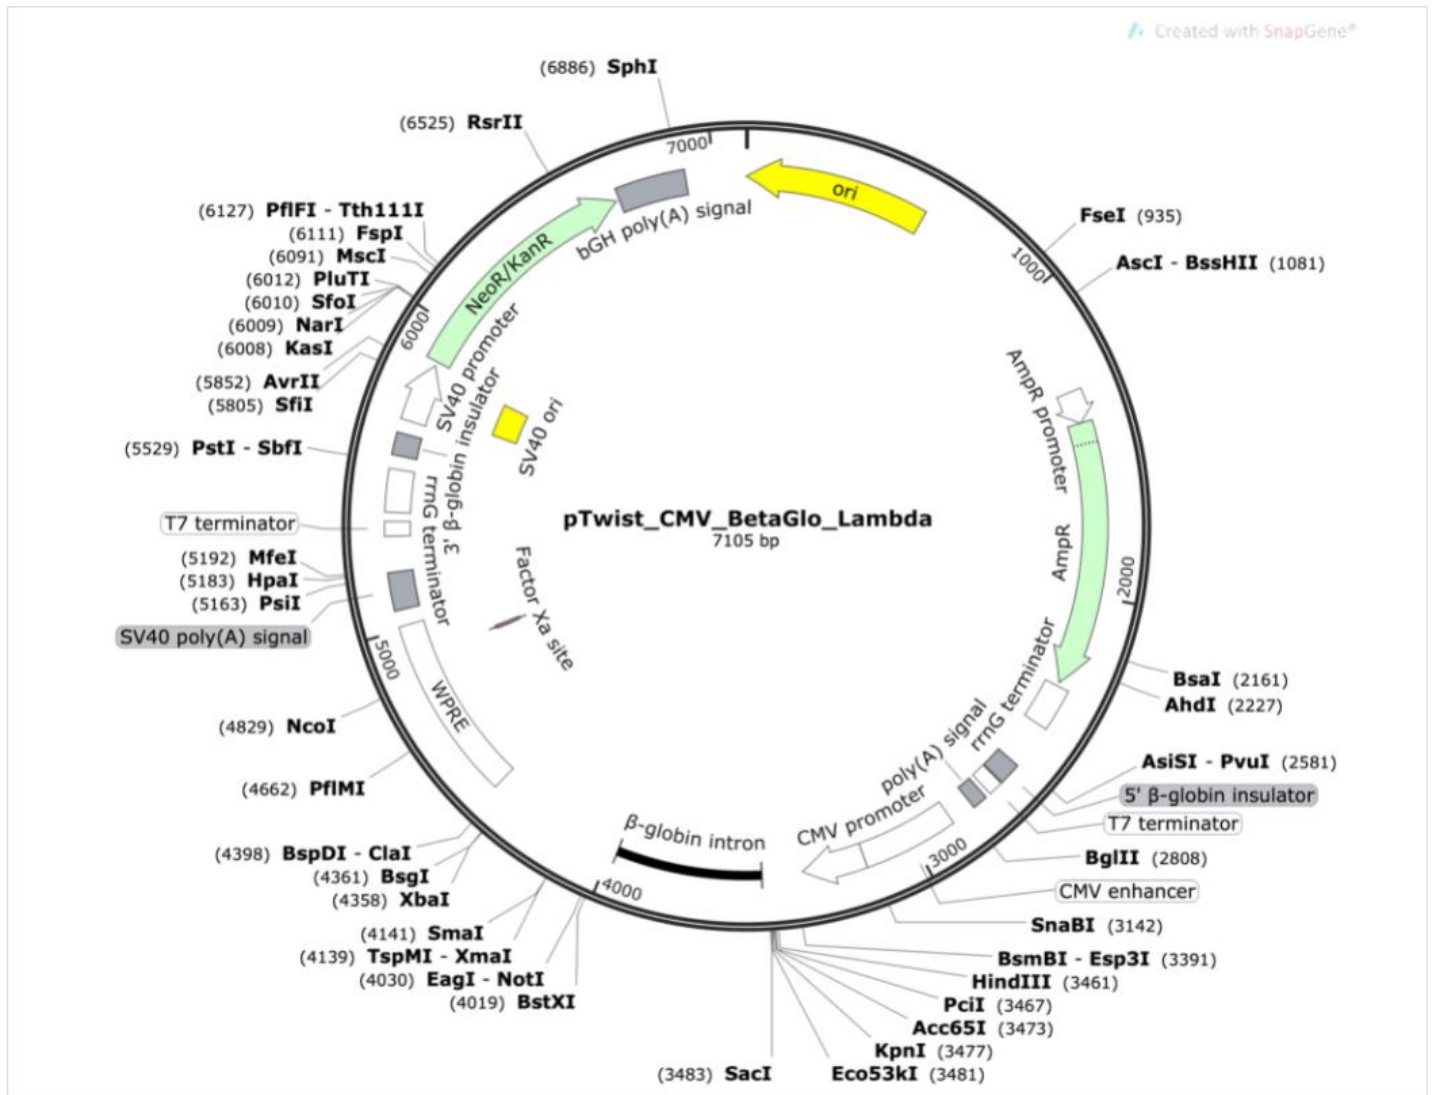 Created with SnapGene®
(6886) SphI
(6525) RsrII
7000
ori
bGH poly(A) signal
FseI (935)
1000
AscI - BssHII (1081)
(6127) PflFI - Tth111I
(6111) FspI
(6091) MscI
(6012) PluTI
(6010) SfoI
(6009) NarI
(6008) KasI
(5852) AvrII
(5805) SfiI
(5529) PstI - SbfI
T7 terminator
(5192) MfeI
(5183) HpaI
(5163) PsiI
SV40 poly(A) signal
NeoR/KanR
6000
SV40 promoter
3' β-globin insulator
SV40 ori
rrnG terminator
Factor Xa site
pTwist_CMV_BetaGlo_Lambda
7105 bp
AmpR promoter
AmpR
2000
BsaI (2161)
AhdI (2227)
rrnG terminator
poly(A) signal
CMV promoter
AsiSI - PvuI (2581)
5' β-globin insulator
T7 terminator
BglII (2808)
3000
CMV enhancer
SnaBI (3142)
BsmBI - Esp3I (3391)
HindIII (3461)
PciI (3467)
Acc65I (3473)
KpnI (3477)
Eco53kI (3481)
(3483) SacI
β-globin intron
4000
5000
WPRE
(4829) NcoI
(4662) PflMI
(4398) BspDI - ClaI
(4361) BsgI
(4358) XbaI
(4141) SmaI
(4139) TspMI - XmaI
(4030) EagI - NotI
(4019) BstXI